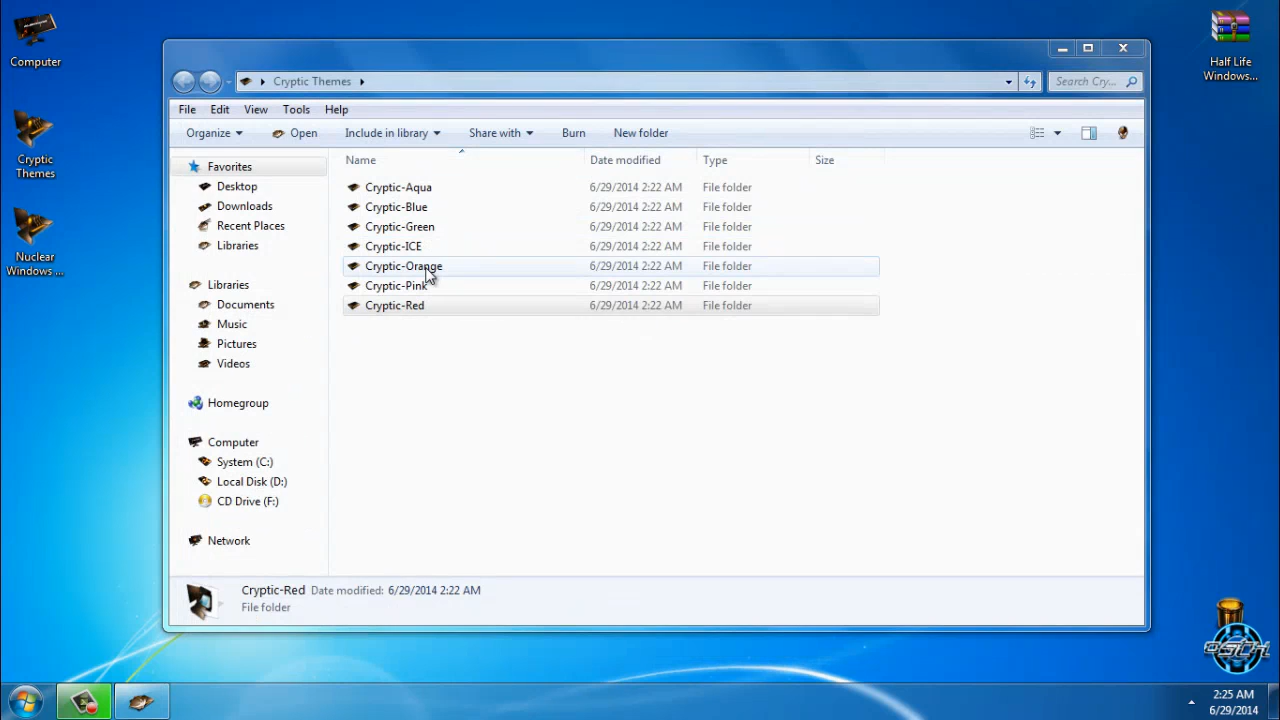 Computer
Cryptic
Themes
Nuclear
Windows ...
Half Life
Windows...
Cryptic Themes
Search Cry...
File Edit View Tools Help
Organize Open Include in library Share with Burn New folder
Name Date modified Type Size
Favorites
Desktop
Downloads
Recent Places
Libraries
Libraries
Documents
Music
Pictures
Videos
Homegroup
Computer
System (C:)
Local Disk (D:)
CD Drive (F:)
Network
Cryptic-Aqua 6/29/2014 2:22 AM File folder
Cryptic-Blue 6/29/2014 2:22 AM File folder
Cryptic-Green 6/29/2014 2:22 AM File folder
Cryptic-ICE 6/29/2014 2:22 AM File folder
Cryptic-Orange 6/29/2014 2:22 AM File folder
Cryptic-Pink 6/29/2014 2:22 AM File folder
Cryptic-Red 6/29/2014 2:22 AM File folder
Cryptic-Red Date modified: 6/29/2014 2:22 AM
File folder
2:25 AM
6/29/2014